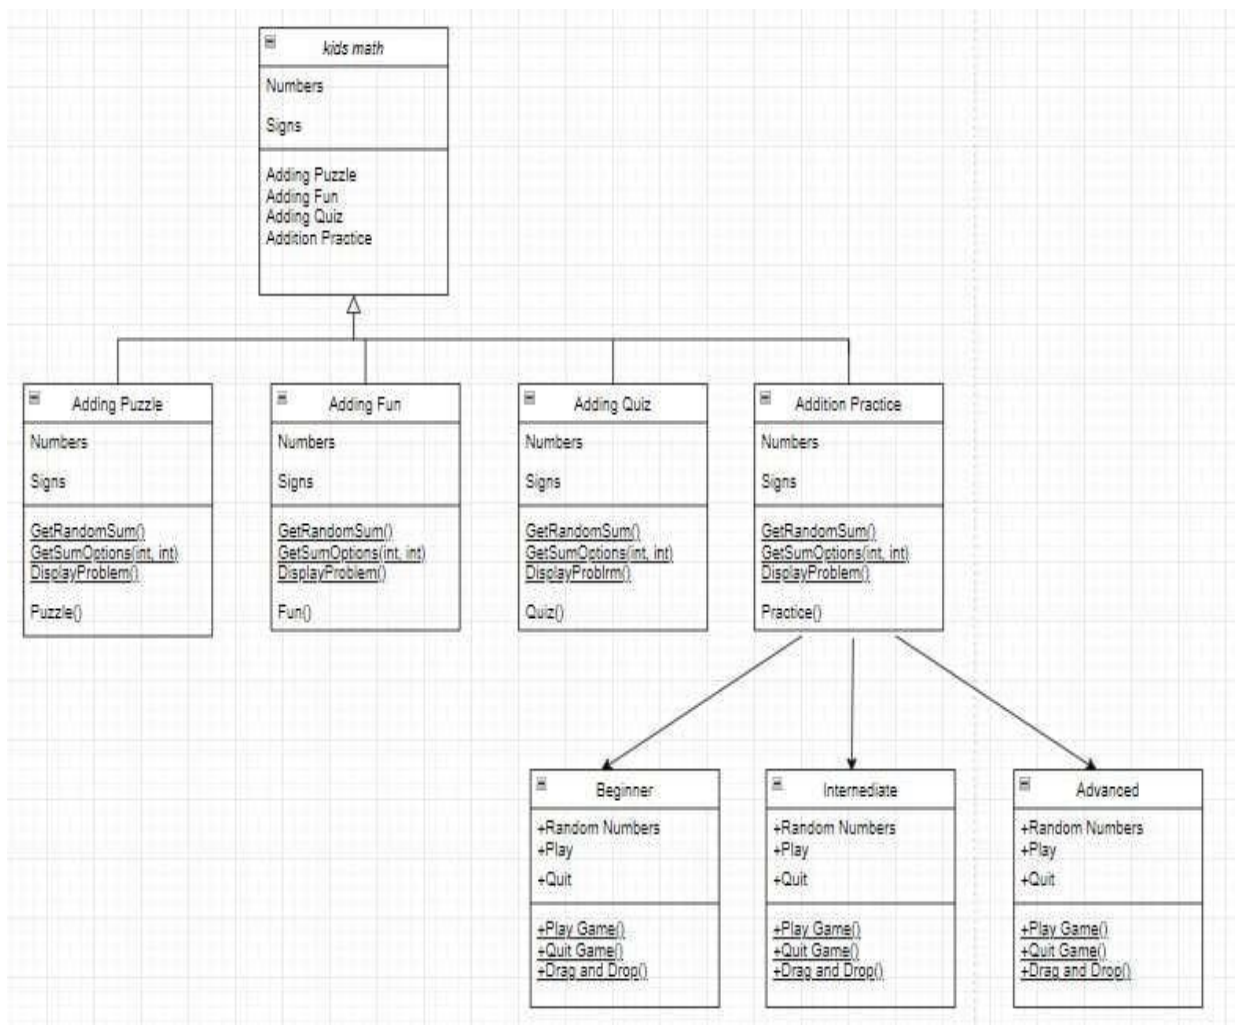 kids math
Numbers
Signs
Adding Puzzle
Adding Fun
Adding Quiz
Addition Practice
Adding Puzzle
Numbers
Signs
GetRandomSum()
GetSumOptions(int, int)
DisplayProblem()
Puzzle()
Adding Fun
Numbers
Signs
GetRandomSum()
GetSumOptions(int, int)
DisplayProblem()
Fun()
Adding Quiz
Numbers
Signs
GetRandomSum()
GetSumOptions(int, int)
DisplayProblrm()
Quiz()
Addition Practice
Numbers
Signs
GetRandomSum()
GetSumOptions(int, int)
DisplayProblem()
Practice()
Beginner
+Random Numbers
+Play
+Quit
+Play Game()
+Quit Game()
+Drag and Drop()
Internediate
+Random Numbers
+Play
+Quit
+Play Game()
+Quit Game()
+Drag and Drop()
Advanced
+Random Numbers
+Play
+Quit
+Play Game()
+Quit Game()
+Drag and Drop()